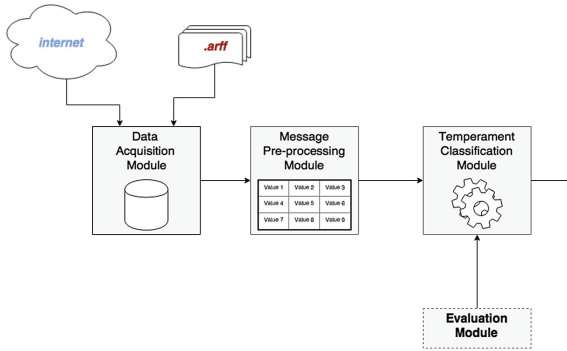 internet
.arff
Data
Acquisition
Module
Message
Pre-processing
Module
Value 1 Value 2 Value 3
Value 4 Value 5 Value 6
Value 7 Value 8 Value 9
Temperament
Classification
Module
Evaluation
Module